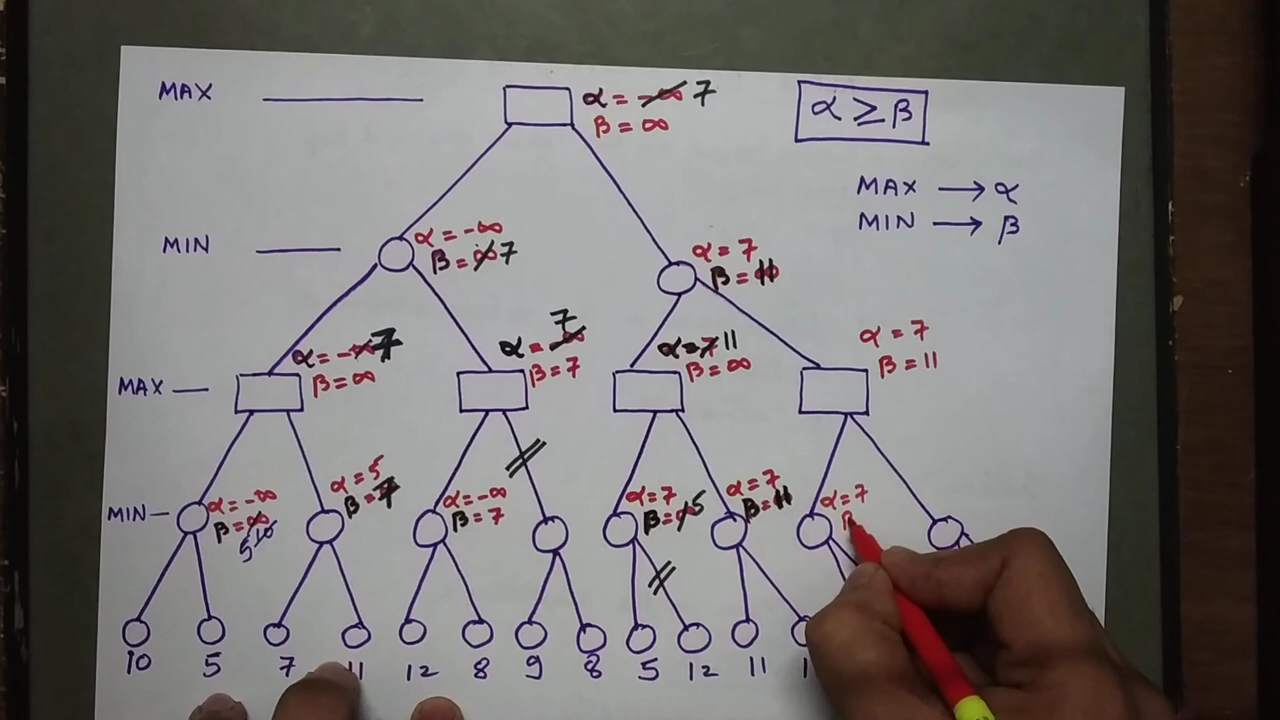 MAX
α = -∞ 7
β = ∞
α ≥ β
MAX → α
MIN → β
MIN
α = -∞
β = ∞ 7
α = 7
β = 11
MAX
α = -∞ 7
β = ∞
α = -∞ 7
β = 7
α = 7 11
β = ∞
α = 7
β = 11
MIN
α = -∞
β = ∞ 10 5
α = 5
β = 7
α = -∞
β = 7
α = 7
β = ∞ 5
α = 7
β = 11
α = 7
β
10 5 7 11 12 8 9 8 5 12 11 1